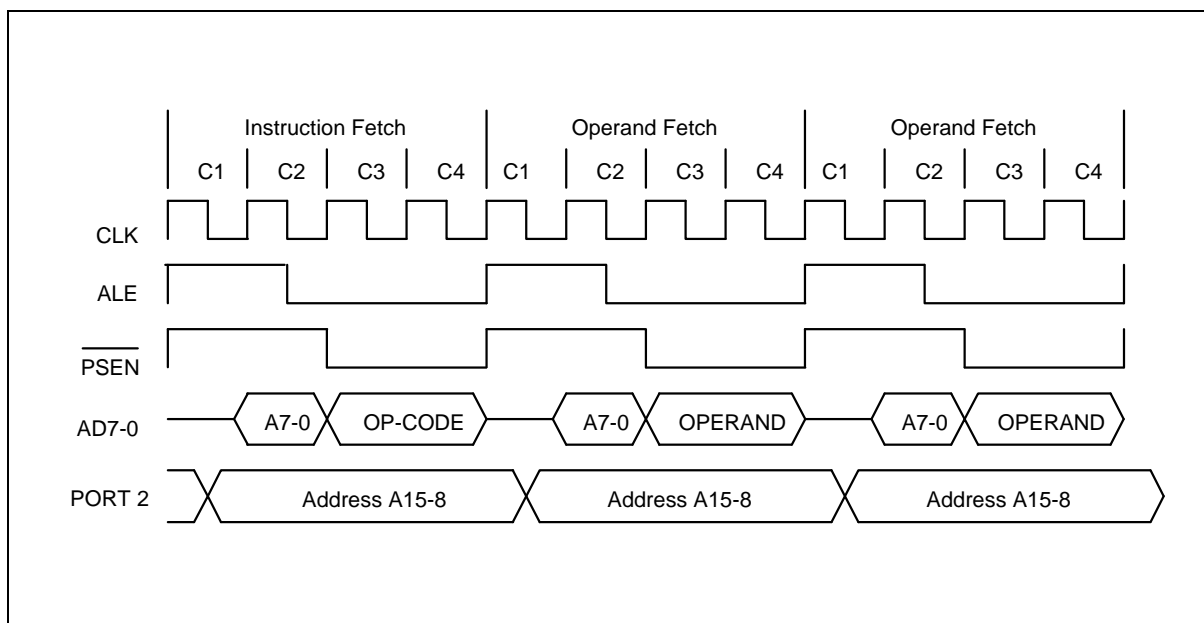 Instruction Fetch Operand Fetch Operand Fetch
C1 C2 C3 C4 C1 C2 C3 C4 C1 C2 C3 C4
CLK
ALE
PSEN
AD7-0 A7-0 OP-CODE A7-0 OPERAND A7-0 OPERAND
PORT 2 Address A15-8 Address A15-8 Address A15-8